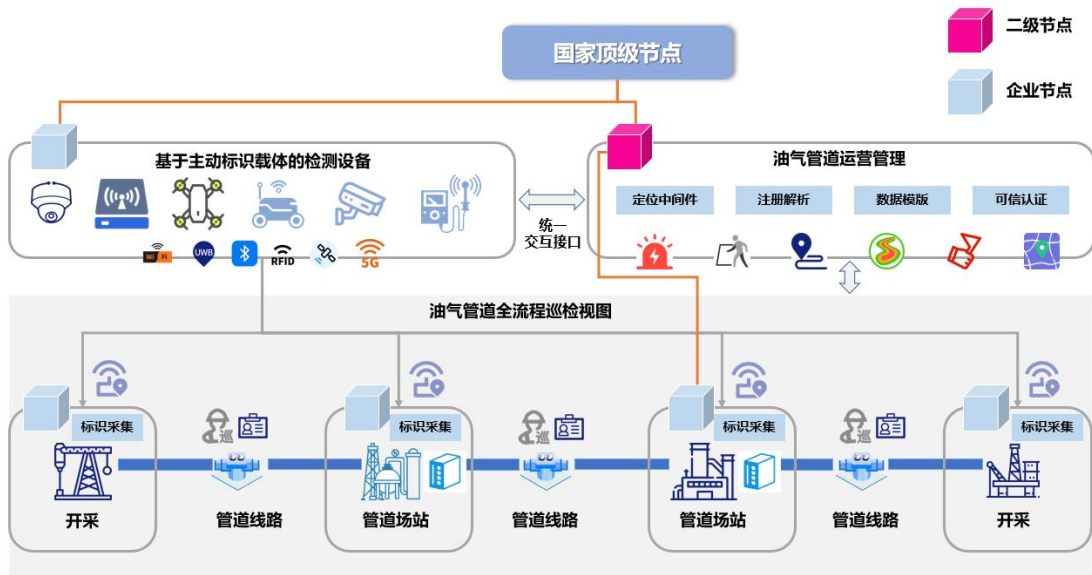 国家顶级节点
二级节点
企业节点
基于主动标识载体的检测设备
Wi Fi
UWB
RFID
5G
统一
交互接口
油气管道运营管理
定位中间件
注册解析
数据模版
可信认证
油气管道全流程巡检视图
标识采集
标识采集
标识采集
标识采集
巡
巡
巡
开采
管道线路
管道场站
管道线路
管道场站
管道线路
开采